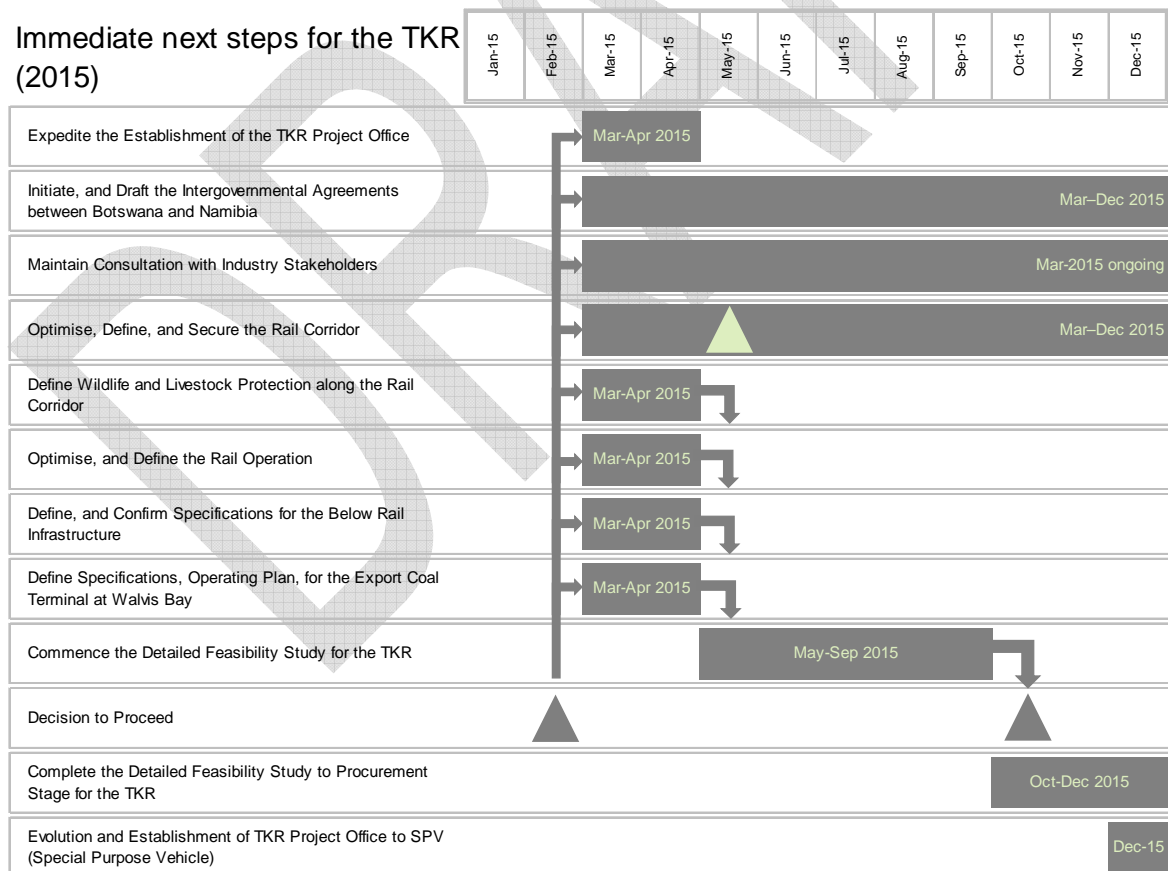 Immediate next steps for the TKR
(2015)
Jan-15
Feb-15
Mar-15
Apr-15
May-15
Jun-15
Jul-15
Aug-15
Sep-15
Oct-15
Nov-15
Dec-15
Expedite the Establishment of the TKR Project Office
Mar-Apr 2015
Initiate, and Draft the Intergovernmental Agreements
between Botswana and Namibia
Mar–Dec 2015
Maintain Consultation with Industry Stakeholders
Mar-2015 ongoing
Optimise, Define, and Secure the Rail Corridor
Mar–Dec 2015
Define Wildlife and Livestock Protection along the Rail
Corridor
Mar-Apr 2015
Optimise, and Define the Rail Operation
Mar-Apr 2015
Define, and Confirm Specifications for the Below Rail
Infrastructure
Mar-Apr 2015
Define Specifications, Operating Plan, for the Export Coal
Terminal at Walvis Bay
Mar-Apr 2015
Commence the Detailed Feasibility Study for the TKR
May-Sep 2015
Decision to Proceed
Complete the Detailed Feasibility Study to Procurement
Stage for the TKR
Oct-Dec 2015
Evolution and Establishment of TKR Project Office to SPV
(Special Purpose Vehicle)
Dec-15